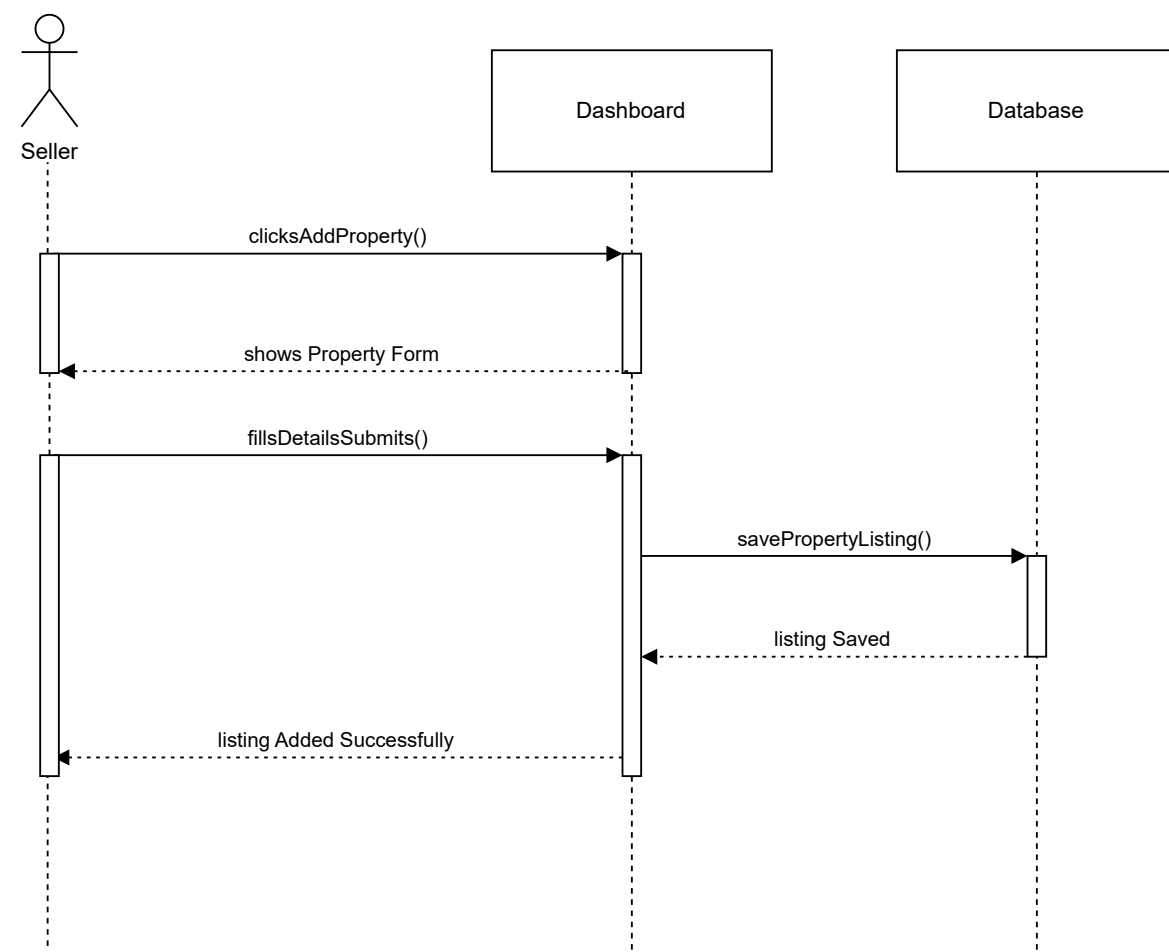 Seller
Dashboard
Database
clicksAddProperty()
shows Property Form
fillsDetailsSubmits()
savePropertyListing()
listing Saved
listing Added Successfully